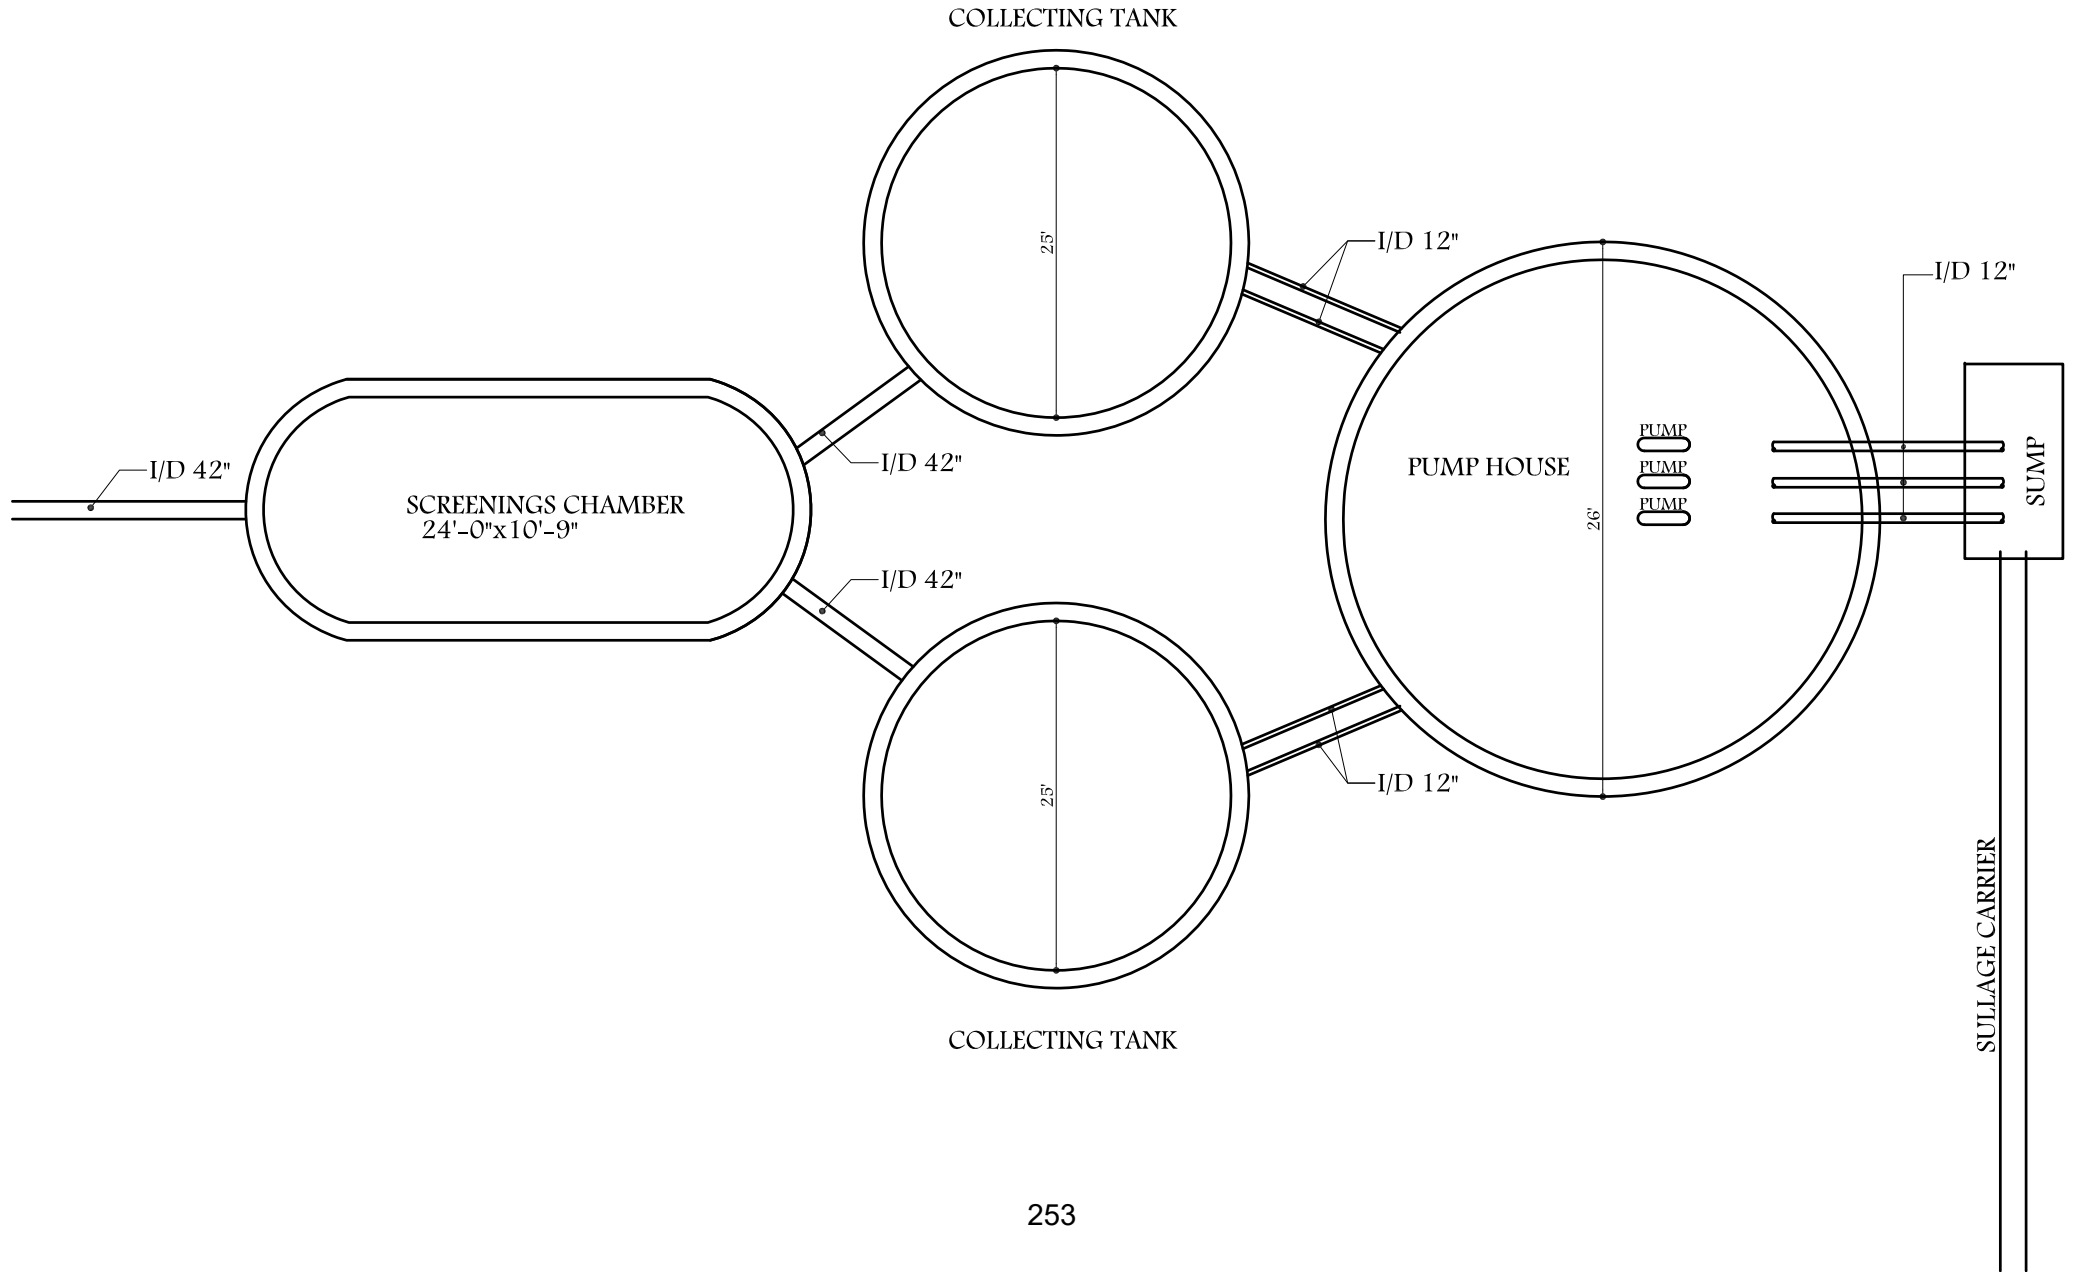 COLLECTING TANK
25'
I/D 12"
I/D 12"
I/D 42"
I/D 42"
SCREENINGS CHAMBER
24'-0"x10'-9"
PUMP HOUSE
26'
PUMP
PUMP
PUMP
SUMP
I/D 42"
25'
I/D 12"
SULLAGE CARRIER
COLLECTING TANK
253